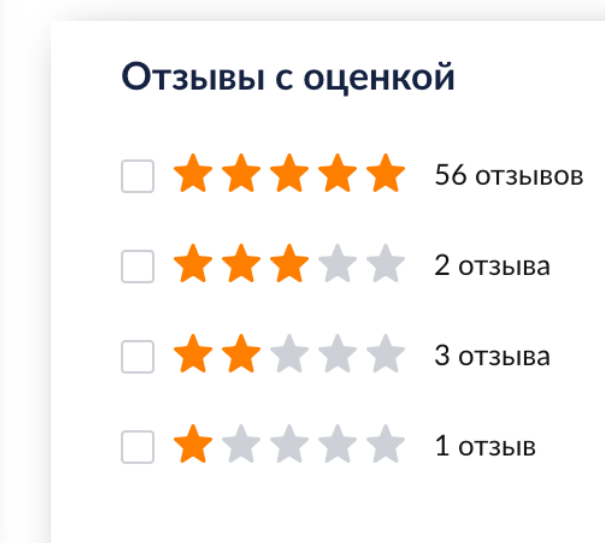 Отзывы с оценкой
56 отзывов
2 отзыва
3 отзыва
1 отзыв